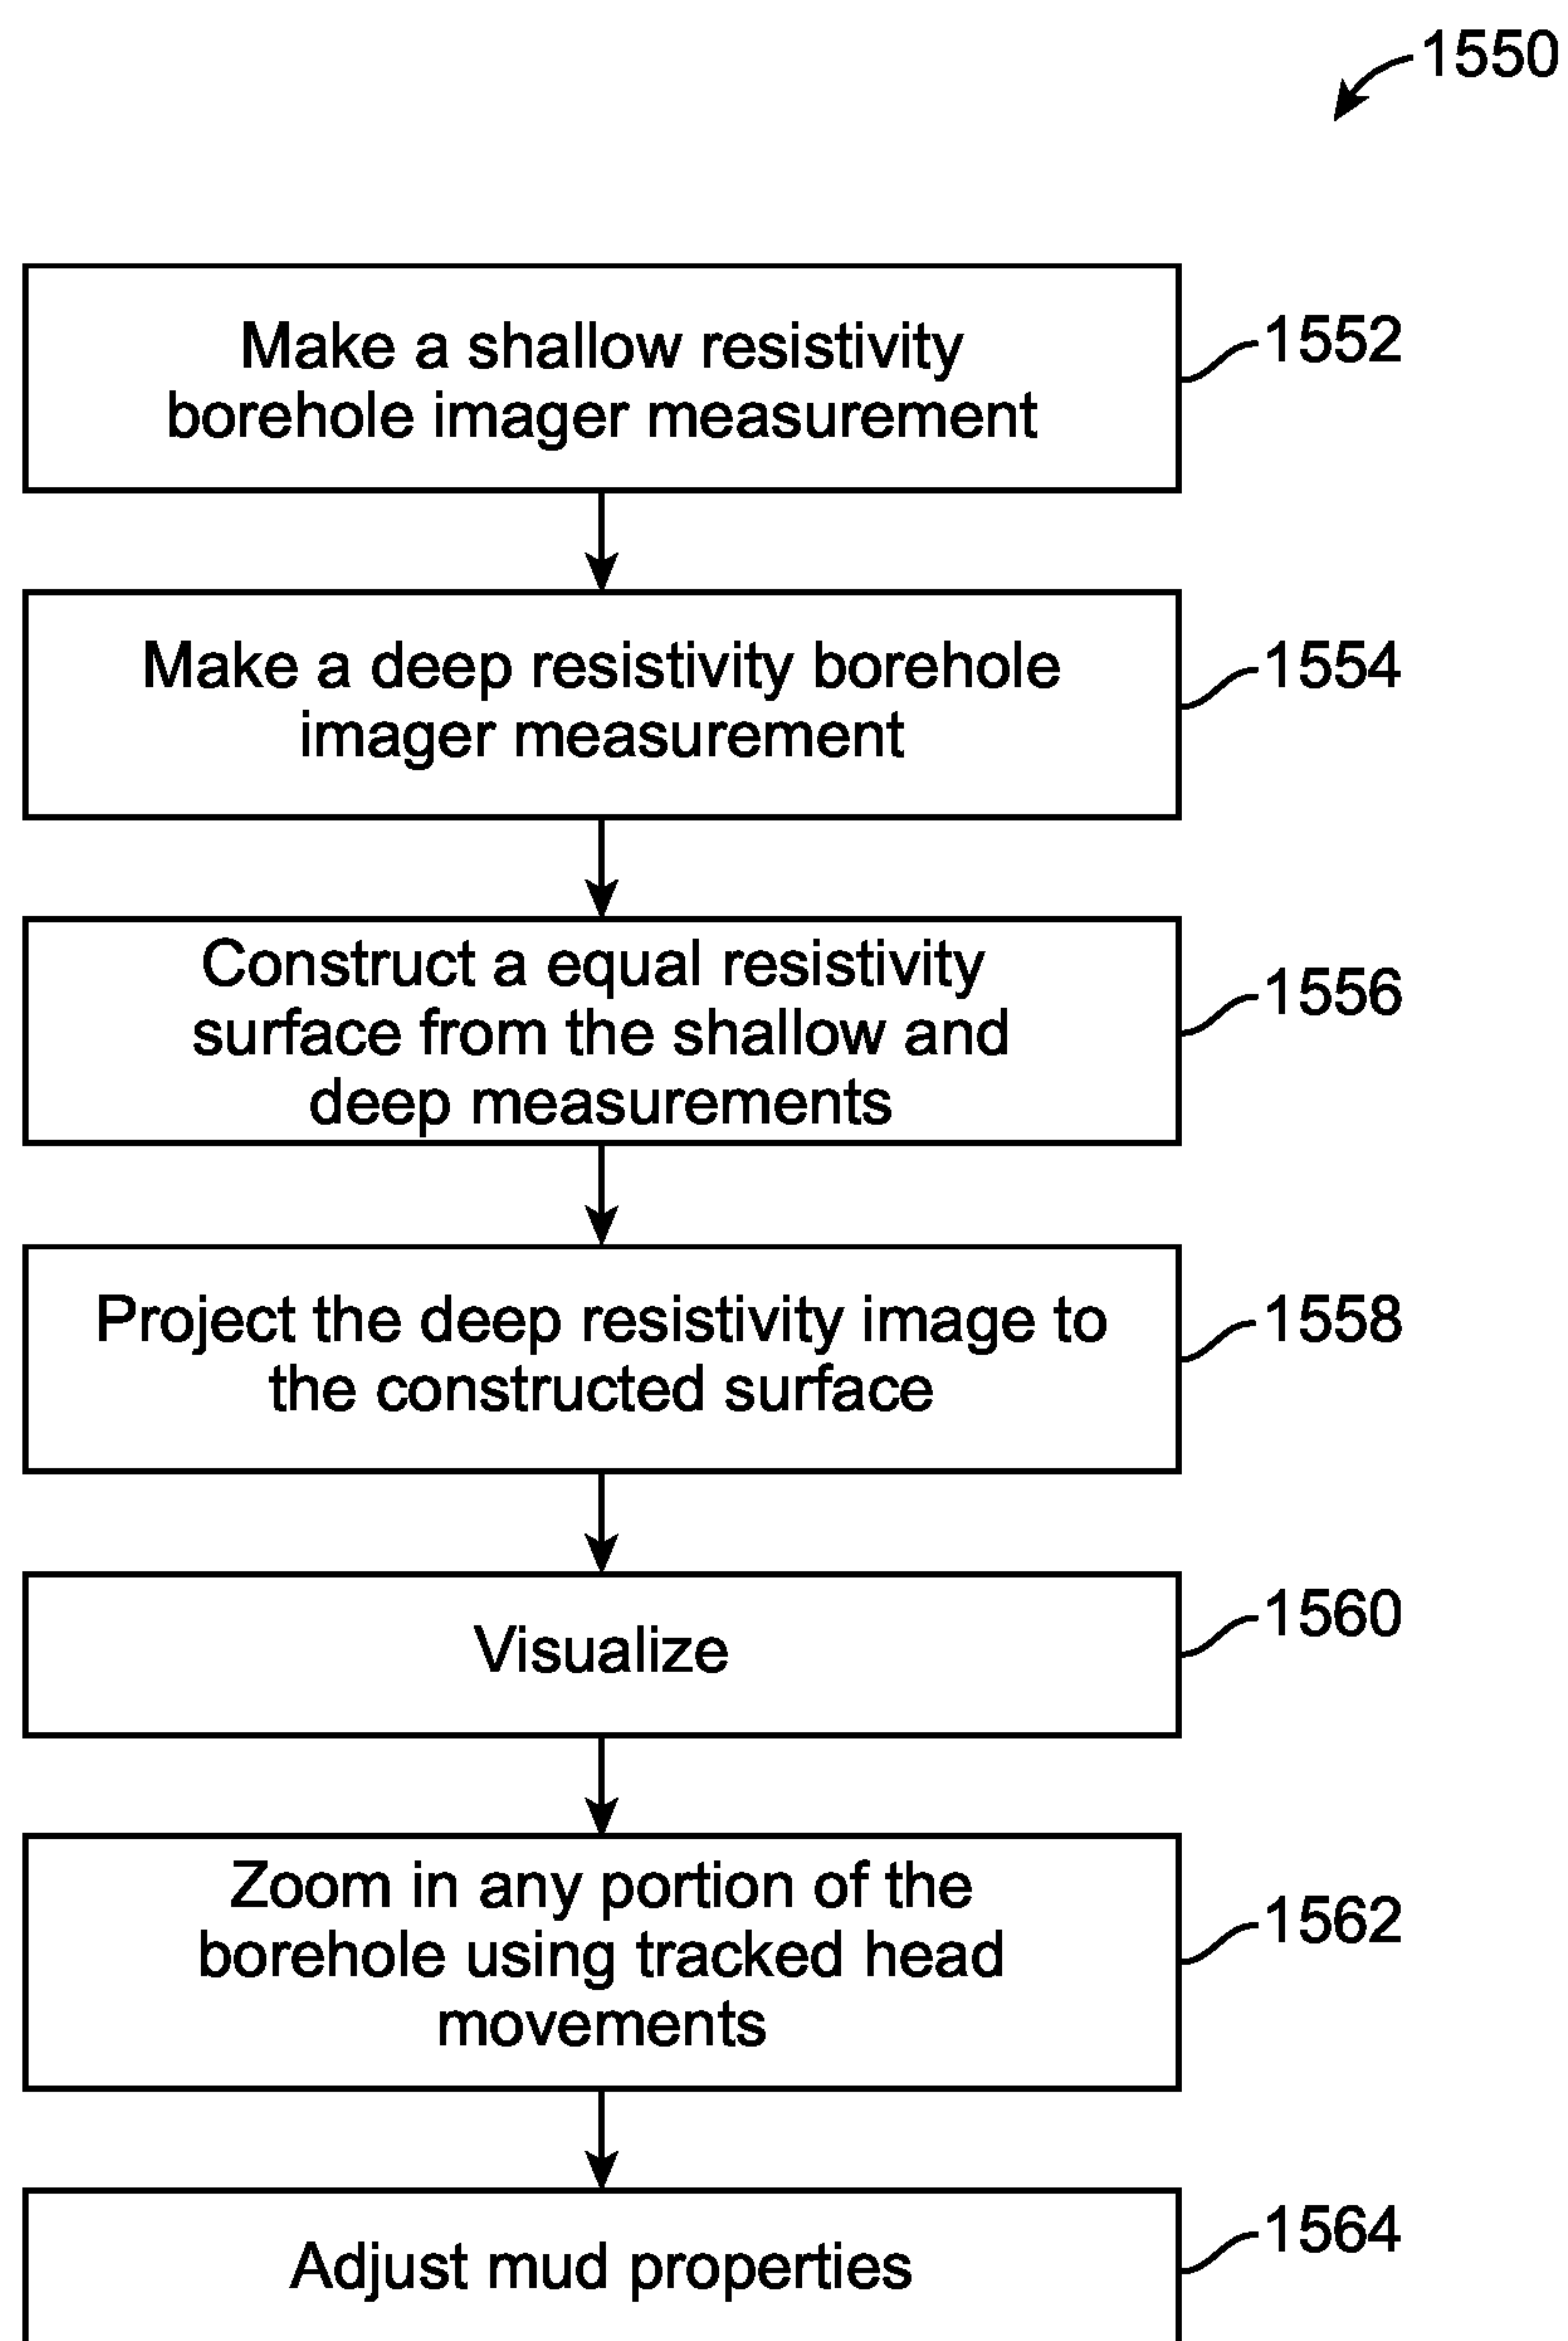 1550
Make a shallow resistivity
borehole imager measurement
1552
Make a deep resistivity borehole
imager measurement
1554
Construct a equal resistivity
surface from the shallow and
deep measurements
1556
Project the deep resistivity image to
the constructed surface
1558
Visualize
1560
Zoom in any portion of the
borehole using tracked head
movements
1562
Adjust mud properties
1564